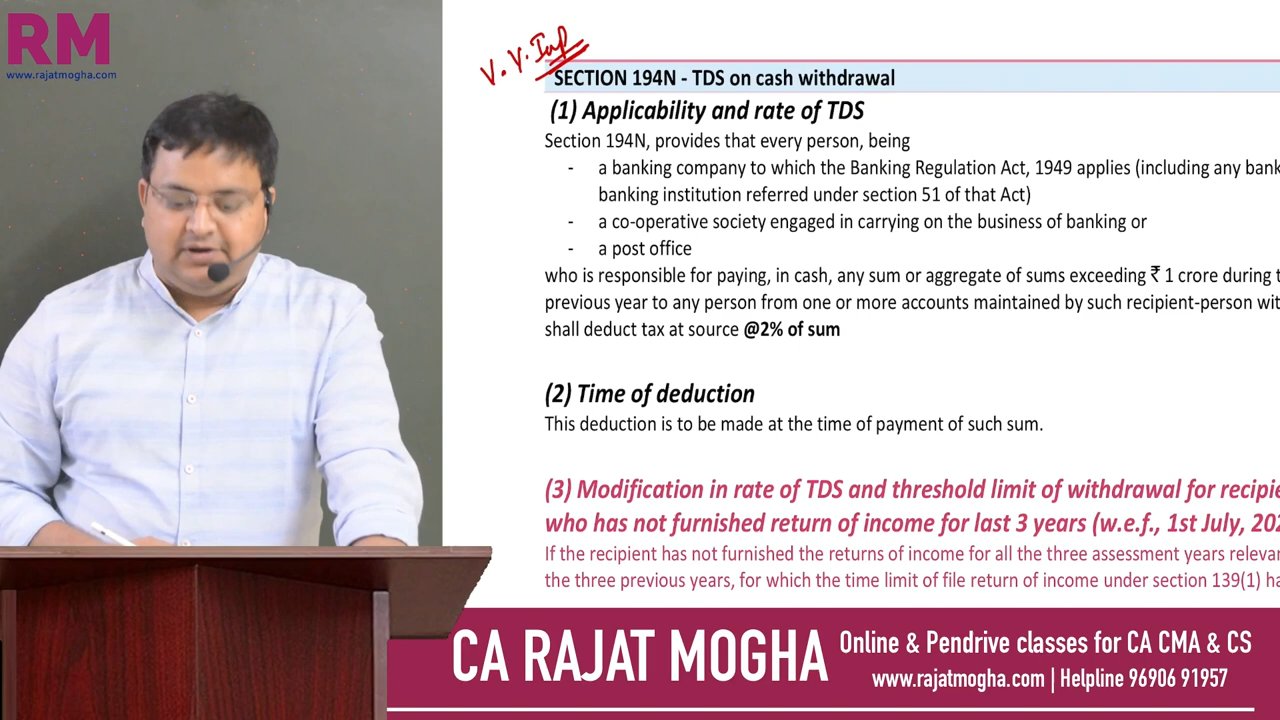 RM
www.rajatmogha.com
V. V. Imp
SECTION 194N - TDS on cash withdrawal
(1) Applicability and rate of TDS
Section 194N, provides that every person, being
- a banking company to which the Banking Regulation Act, 1949 applies (including any bank
banking institution referred under section 51 of that Act)
- a co-operative society engaged in carrying on the business of banking or
- a post office
who is responsible for paying, in cash, any sum or aggregate of sums exceeding ₹ 1 crore during t
previous year to any person from one or more accounts maintained by such recipient-person wit
shall deduct tax at source @2% of sum
(2) Time of deduction
This deduction is to be made at the time of payment of such sum.
(3) Modification in rate of TDS and threshold limit of withdrawal for recipie
who has not furnished return of income for last 3 years (w.e.f., 1st July, 202
If the recipient has not furnished the returns of income for all the three assessment years relevan
the three previous years, for which the time limit of file return of income under section 139(1) ha
CA RAJAT MOGHA
Online & Pendrive classes for CA CMA & CS
www.rajatmogha.com | Helpline 96906 91957